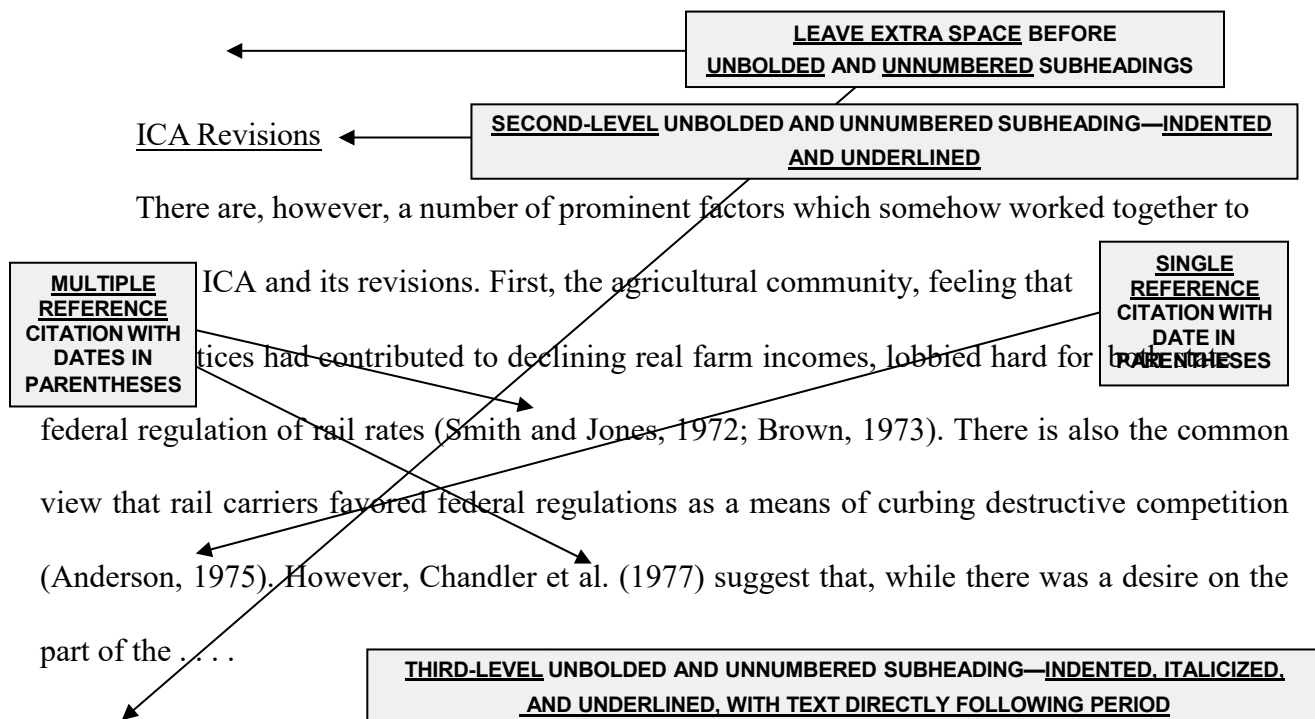 LEAVE EXTRA SPACE BEFORE
UNBOLDED AND UNNUMBERED SUBHEADINGS
SECOND-LEVEL UNBOLDED AND UNNUMBERED SUBHEADING—INDENTED
AND UNDERLINED
ICA Revisions
There are, however, a number of prominent factors which somehow worked together to
MULTIPLE
REFERENCE
CITATION WITH
DATES IN
PARENTHESES
SINGLE
REFERENCE
CITATION WITH
DATE IN
PARENTHESES
ICA and its revisions. First, the agricultural community, feeling that
tices had contributed to declining real farm incomes, lobbied hard for both state
federal regulation of rail rates (Smith and Jones, 1972; Brown, 1973). There is also the common
view that rail carriers favored federal regulations as a means of curbing destructive competition
(Anderson, 1975). However, Chandler et al. (1977) suggest that, while there was a desire on the
part of the . . . .
THIRD-LEVEL UNBOLDED AND UNNUMBERED SUBHEADING—INDENTED, ITALICIZED,
AND UNDERLINED, WITH TEXT DIRECTLY FOLLOWING PERIOD